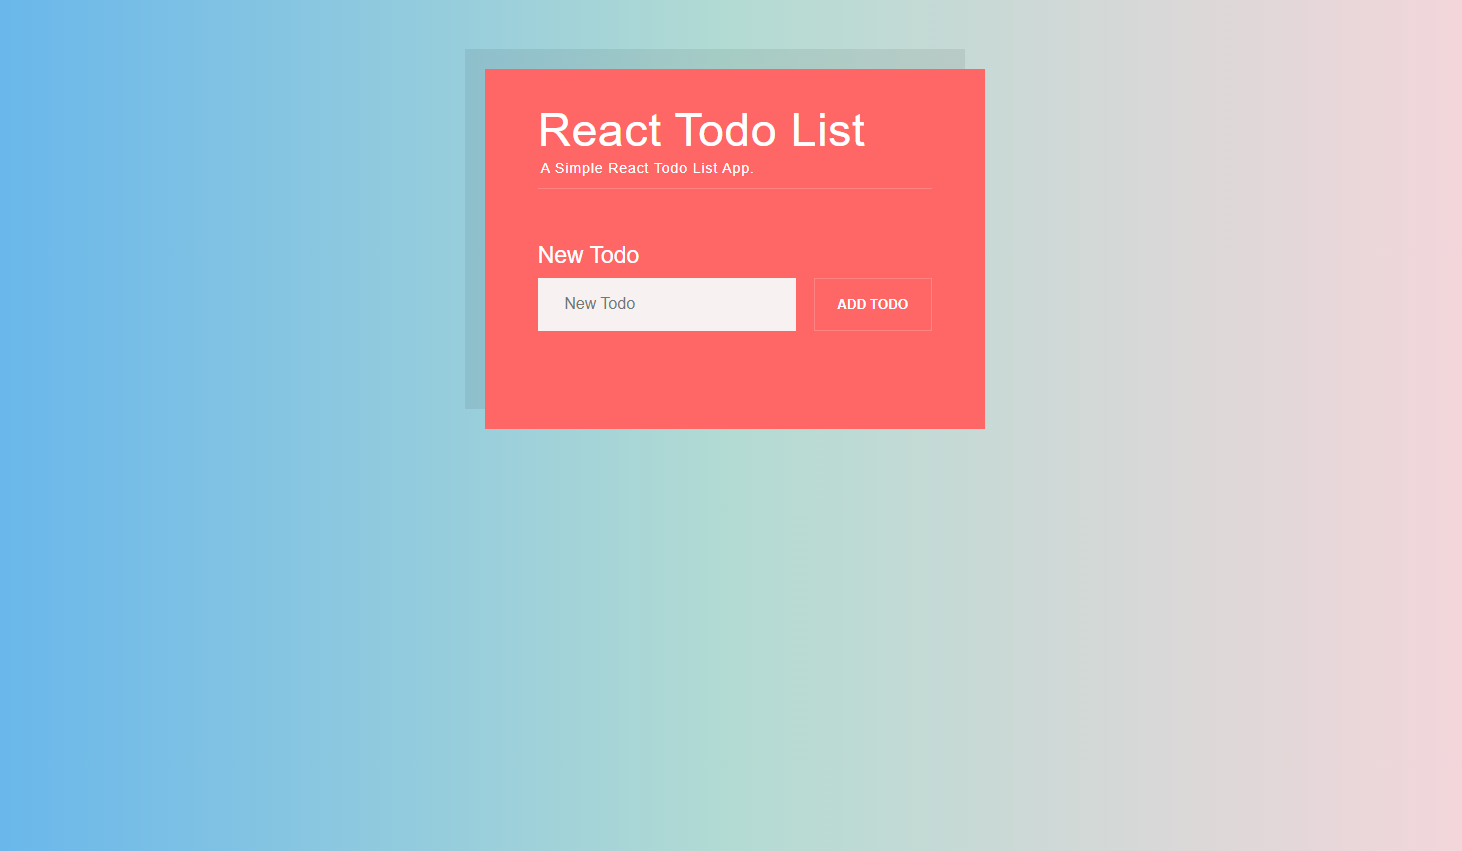 React Todo List
A Simple React Todo List App.
New Todo
New Todo
ADD TODO